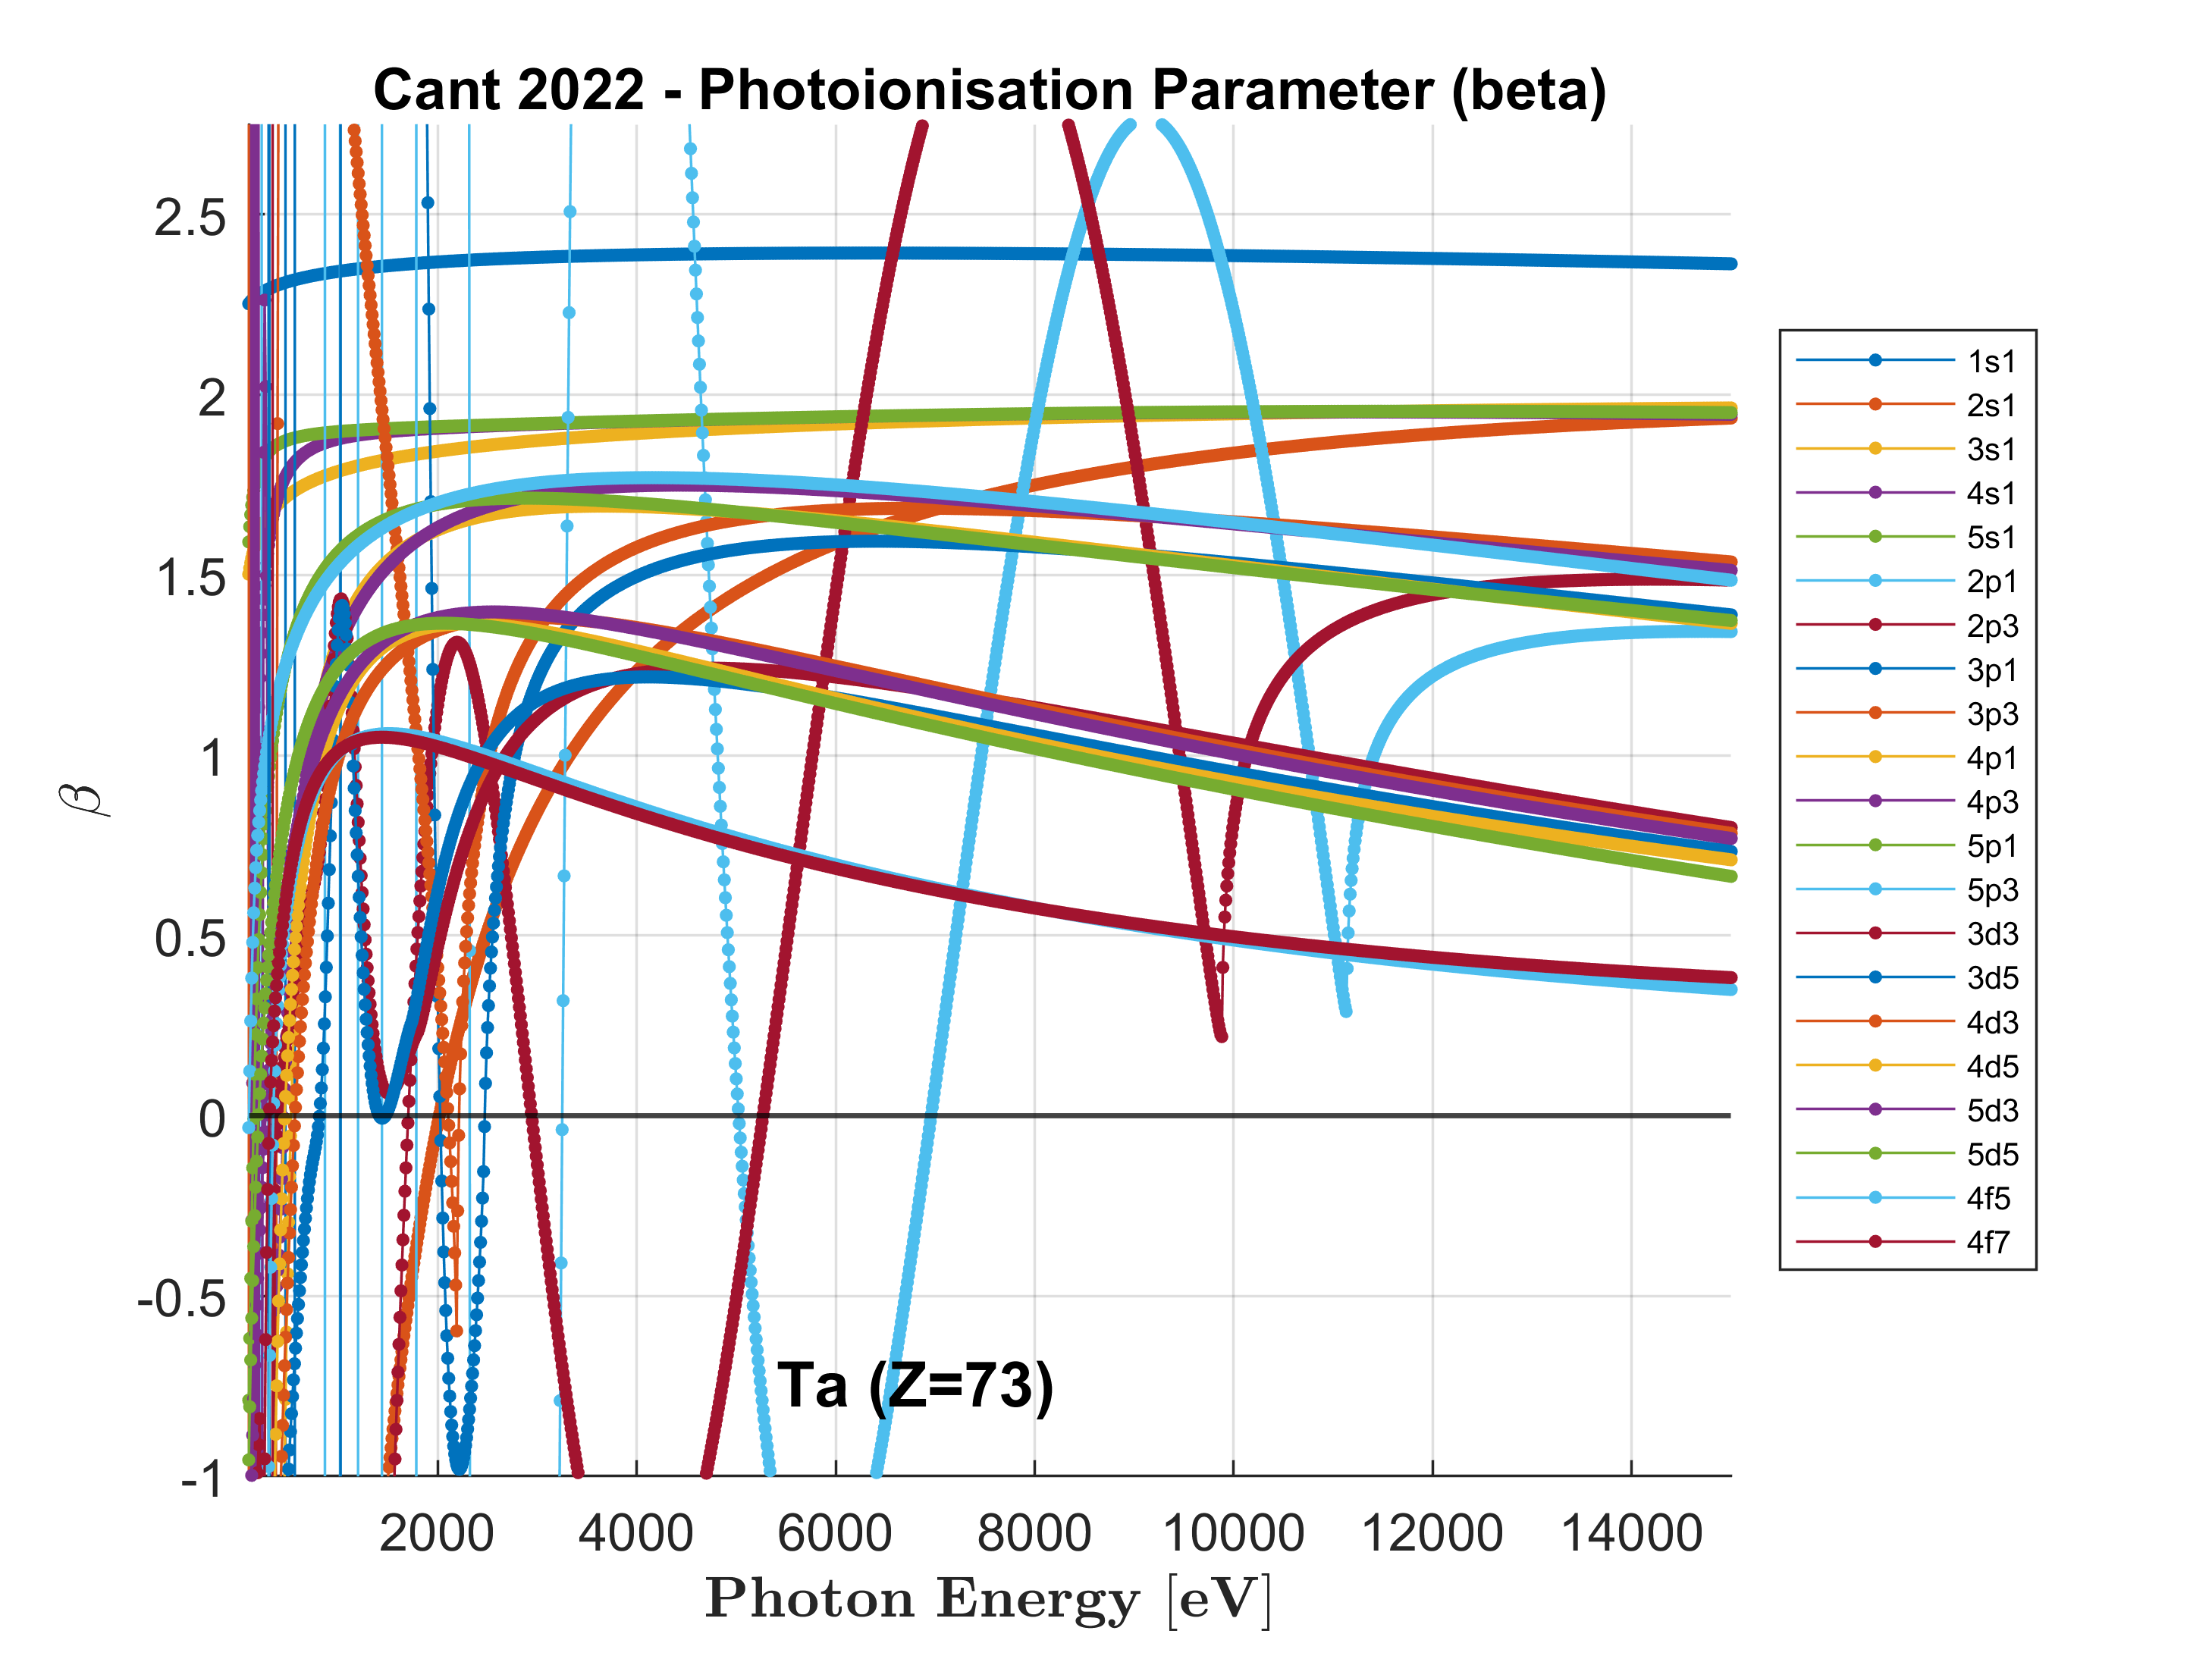 Cant 2022 - Photoionisation Parameter (beta)
2.5
2
1.5
1
0.5
0
-0.5
-1
β
Ta (Z=73)
2000 4000 6000 8000 10000 12000 14000
Photon Energy [eV]
1s1
2s1
3s1
4s1
5s1
2p1
2p3
3p1
3p3
4p1
4p3
5p1
5p3
3d3
3d5
4d3
4d5
5d3
5d5
4f5
4f7